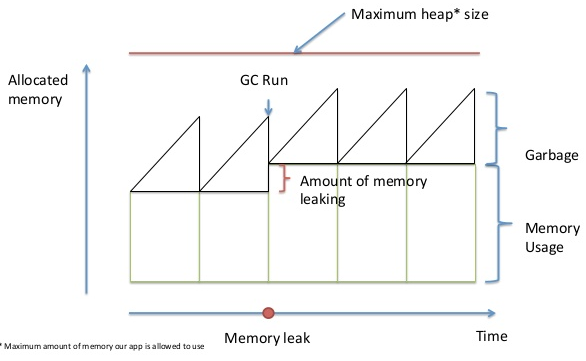 Maximum heap* size
Allocated
memory
GC Run
Garbage
Amount of memory
leaking
Memory
Usage
Memory leak
Time
* Maximum amount of memory our app is allowed to use